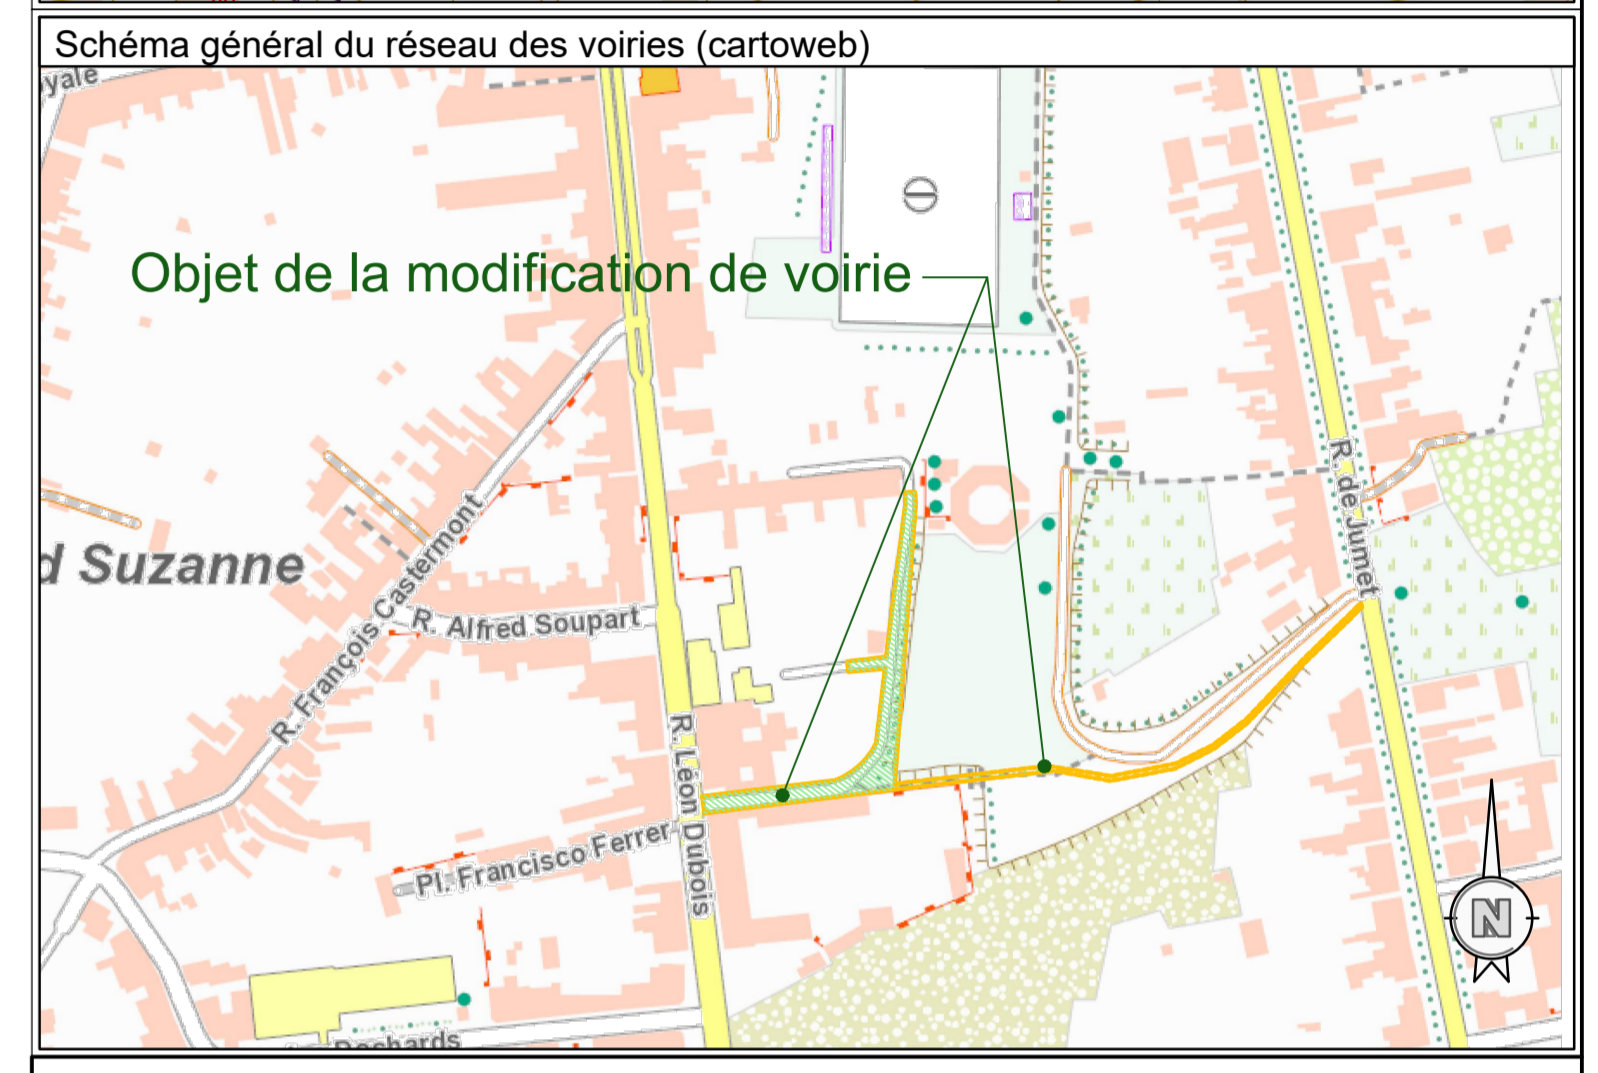 Schéma général du réseau des voiries (cartoweb)
yale
Objet de la modification de voirie
R. de Jumet
d Suzanne
R. François Castermont
R. Alfred Soupart
R. Léon Dubois
Pl. Francisco Ferrer
N
Dochards